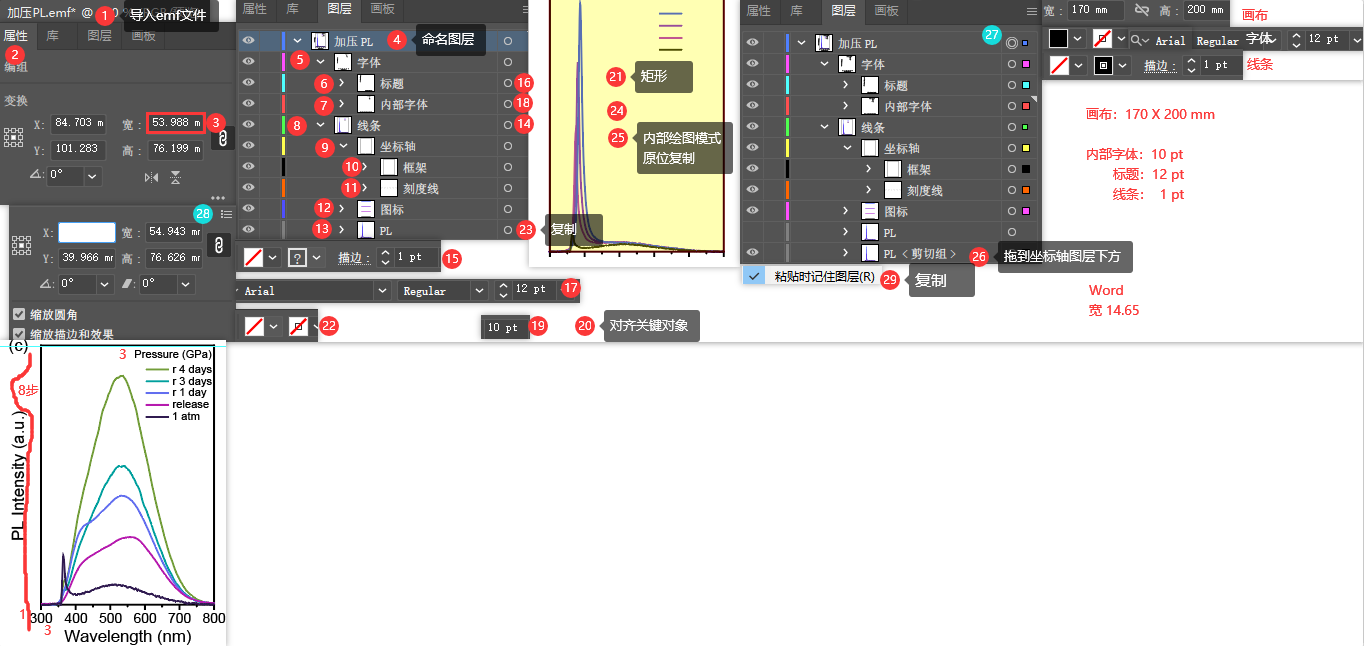 加压PL.emf* @
1
导入emf文件
属性
库
图层
画板
2
编组
变换
X:
84.703 m
宽:
53.988 m
3
Y:
101.283
高:
76.199 m
0°
28
X:
宽:
54.943 mr
Y:
39.966 mr
高:
76.626 mr
0°
0°
缩放圆角
缩放描边和效果
(c)
3
Pressure (GPa)
r 4 days
r 3 days
r 1 day
release
1 atm
8步
PL Intensity (a.u.)
1
3
300 400 500 600 700 800
Wavelength (nm)
属性
库
图层
画板
加压 PL
4
命名图层
5
字体
6
标题
16
7
内部字体
18
8
线条
14
9
坐标轴
10
框架
11
刻度线
12
图标
13
PL
23
复制
?
描边:
1 pt
15
Arial
Regular
12 pt
17
22
10 pt
19
20
对齐关键对象
21
矩形
24
25
内部绘图模式
原位复制
属性
库
图层
画板
27
加压 PL
字体
标题
内部字体
线条
坐标轴
框架
刻度线
图标
PL
PL <剪切组>
26
拖到坐标轴图层下方
粘贴时记住图层(R)
29
复制
宽:
170 mm
高:
200 mm
画布
Arial
Regular
字体
12 pt
描边:
1 pt
线条
画布：170 X 200 mm
内部字体：10 pt
标题：12 pt
线条： 1 pt
Word
宽 14.65